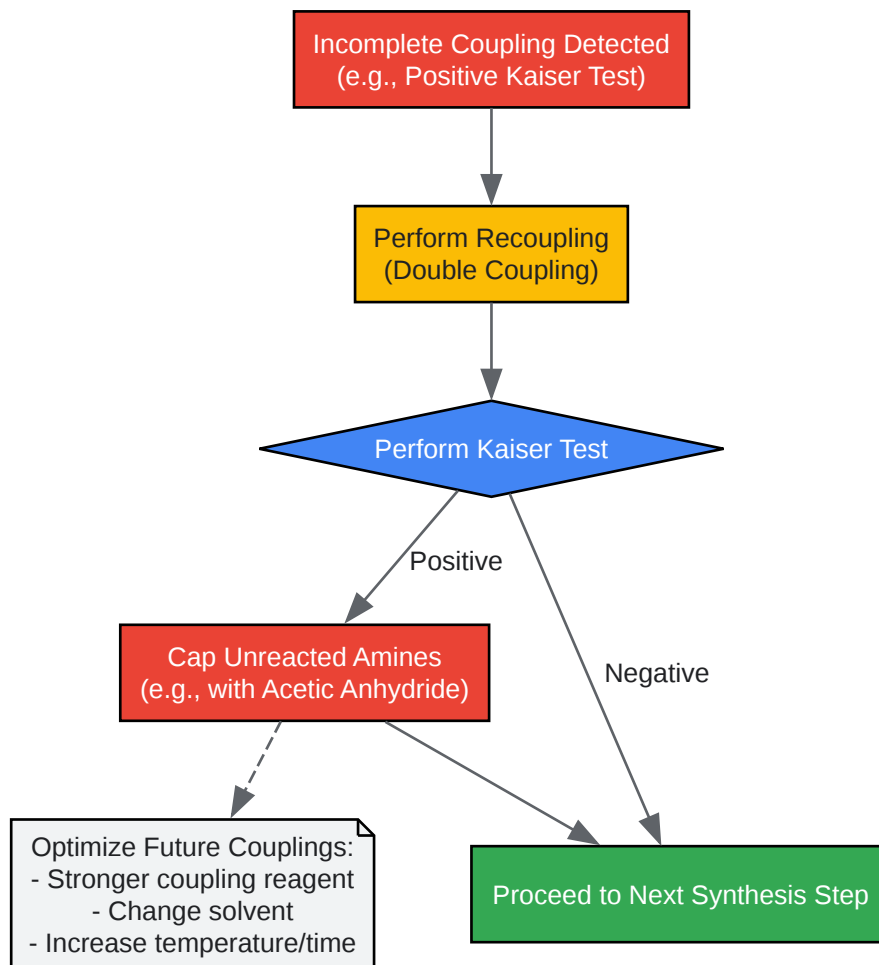 Incomplete Coupling Detected
(e.g., Positive Kaiser Test)
Perform Recoupling
(Double Coupling)
Perform Kaiser Test
Positive
Negative
Cap Unreacted Amines
(e.g., with Acetic Anhydride)
Optimize Future Couplings:
- Stronger coupling reagent
- Change solvent
- Increase temperature/time
Proceed to Next Synthesis Step